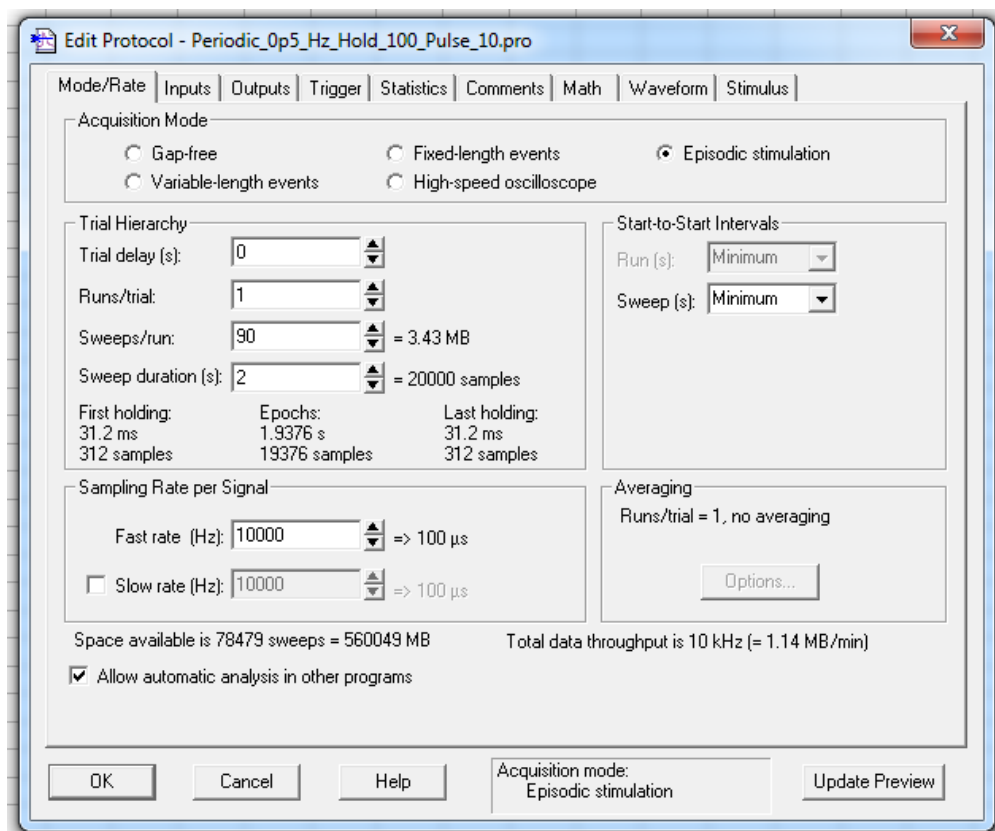 Edit Protocol - Periodic_0p5_Hz_Hold_100_Pulse_10.pro
Mode/Rate Inputs Outputs Trigger Statistics Comments Math Waveform Stimulus
Acquisition Mode
Gap-free Fixed-length events Episodic stimulation
Variable-length events High-speed oscilloscope
Trial Hierarchy
Trial delay (s): 0
Runs/trial: 1
Sweeps/run: 90 = 3.43 MB
Sweep duration (s): 2 = 20000 samples
First holding: Epochs: Last holding:
31.2 ms 1.9376 s 31.2 ms
312 samples 19376 samples 312 samples
Start-to-Start Intervals
Run (s): Minimum
Sweep (s): Minimum
Sampling Rate per Signal
Fast rate (Hz): 10000 => 100 µs
Slow rate (Hz): 10000 => 100 µs
Averaging
Runs/trial = 1, no averaging
Options...
Space available is 78479 sweeps = 560049 MB Total data throughput is 10 kHz (= 1.14 MB/min)
Allow automatic analysis in other programs
OK Cancel Help Acquisition mode: Update Preview
Episodic stimulation